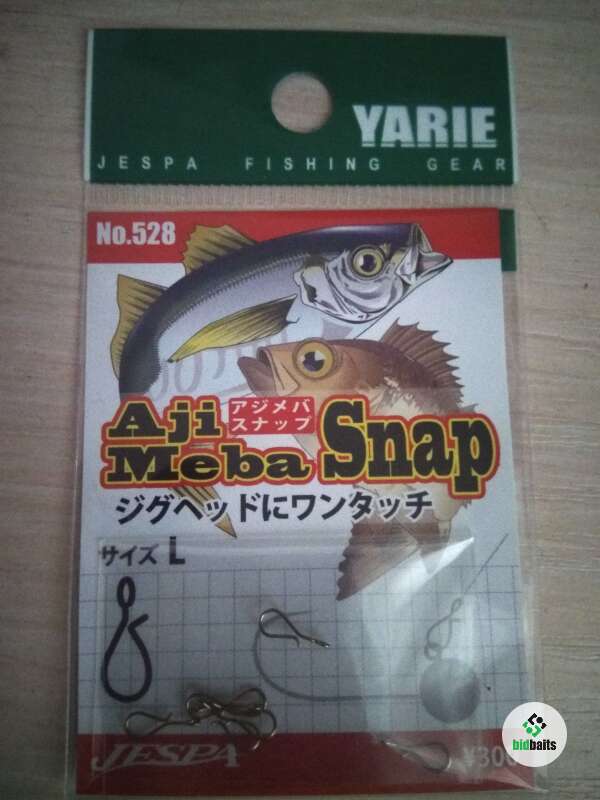 YARIE
JESPA FISHING GEAR
No.528
Aji
Meba
アジメバ
スナップ
Snap
ジグヘッドにワンタッチ
サイズ L
JESPA
¥300
bidbaits